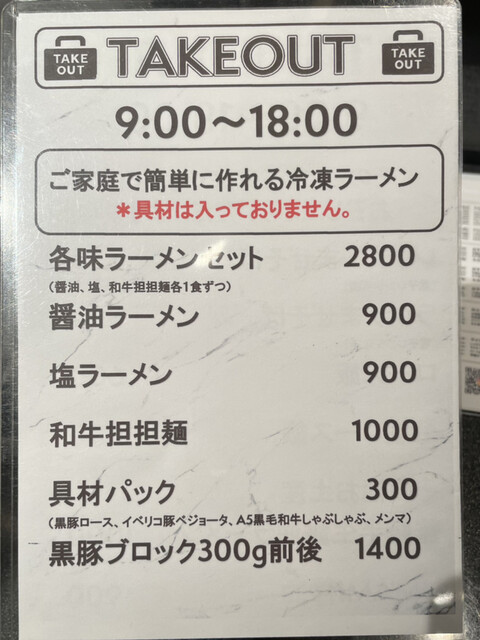 TAKE OUT
TAKEOUT
TAKE OUT
9:00〜18:00
ご家庭で簡単に作れる冷凍ラーメン
＊具材は入っておりません。
各味ラーメン セット 2800
（醤油、塩、和牛担担麺各1食ずつ）
醤油ラーメン 900
塩ラーメン 900
和牛担担麺 1000
具材パック 300
（黒豚ロース、イベリコ豚ベジョータ、A5黒毛和牛しゃぶしゃぶ、メンマ）
黒豚ブロック300g前後 1400